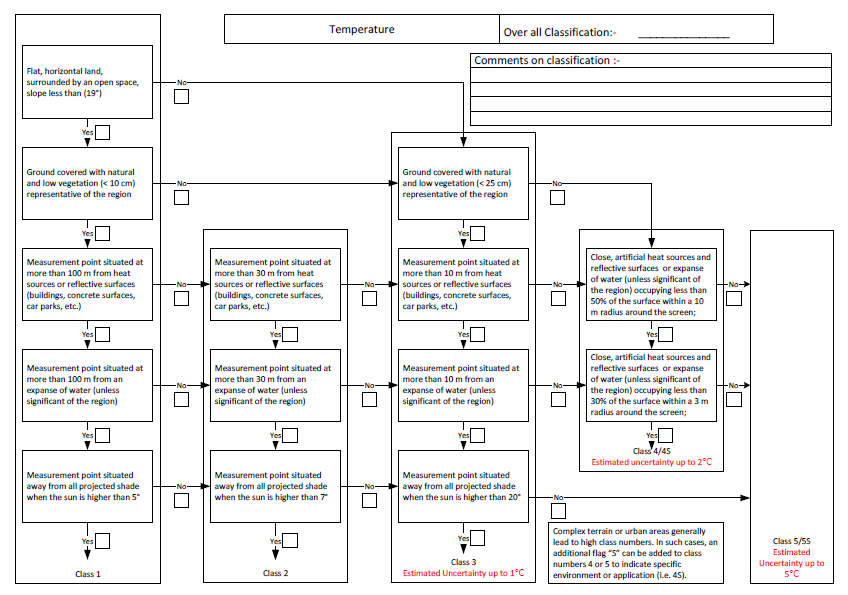 Temperature
Over all Classification:- _______________
Comments on classification :-
Flat, horizontal land,
surrounded by an open space,
slope less than (19°)
No
Yes
Ground covered with natural
and low vegetation (< 10 cm)
representative of the region
No
Ground covered with natural
and low vegetation (< 25 cm)
representative of the region
No
Yes
Yes
Measurement point situated at
more than 100 m from heat
sources or reflective surfaces
(buildings, concrete surfaces,
car parks, etc.)
No
Measurement point situated at
more than 30 m from heat
sources or reflective surfaces
(buildings, concrete surfaces,
car parks, etc.)
No
Measurement point situated at
more than 10 m from heat
sources or reflective surfaces
(buildings, concrete surfaces,
car parks, etc.)
No
Close, artificial heat sources and
reflective surfaces or expanse
of water (unless significant of
the region) occupying less than
50% of the surface within a 10
m radius around the screen;
No
Yes
Yes
Yes
Yes
Measurement point situated at
more than 100 m from an
expanse of water (unless
significant of the region)
No
Measurement point situated at
more than 30 m from an
expanse of water (unless
significant of the region)
No
Measurement point situated at
more than 10 m from an
expanse of water (unless
significant of the region)
No
Close, artificial heat sources and
reflective surfaces or expanse
of water (unless significant of
the region) occupying less than
30% of the surface within a 3 m
radius around the screen;
No
Yes
Yes
Yes
Yes
Class 4/4S
Estimated uncertainty up to 2°C
Measurement point situated
away from all projected shade
when the sun is higher than 5°
No
Measurement point situated
away from all projected shade
when the sun is higher than 7°
No
Measurement point situated
away from all projected shade
when the sun is higher than 20°
No
Yes
Yes
Yes
Class 1
Class 2
Class 3
Estimated Uncertainty up to 1°C
Complex terrain or urban areas generally
lead to high class numbers. In such cases, an
additional flag "S" can be added to class
numbers 4 or 5 to indicate specific
environment or application (i.e. 4S).
Class 5/5S
Estimated
Uncertainty up to
5°C